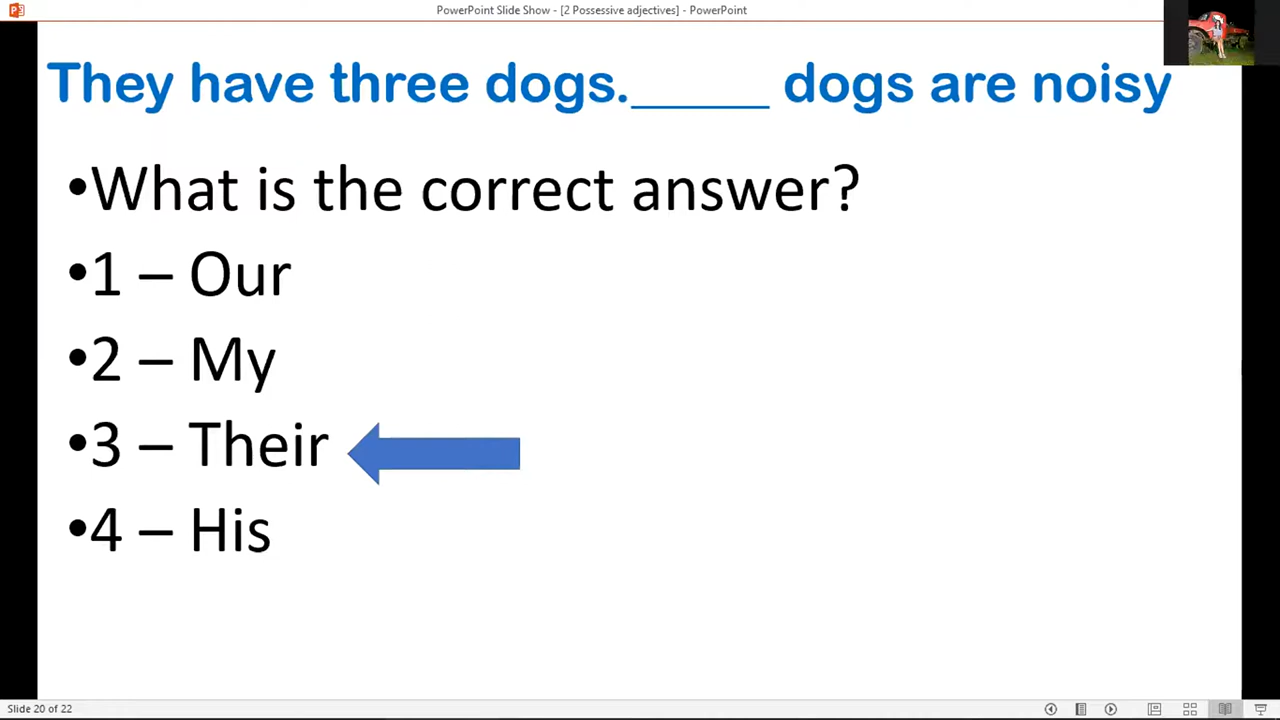 PowerPoint Slide Show - [2 Possessive adjectives] - PowerPoint
They have three dogs._____ dogs are noisy
•What is the correct answer?
•1 – Our
•2 – My
•3 – Their
•4 – His
Slide 20 of 22